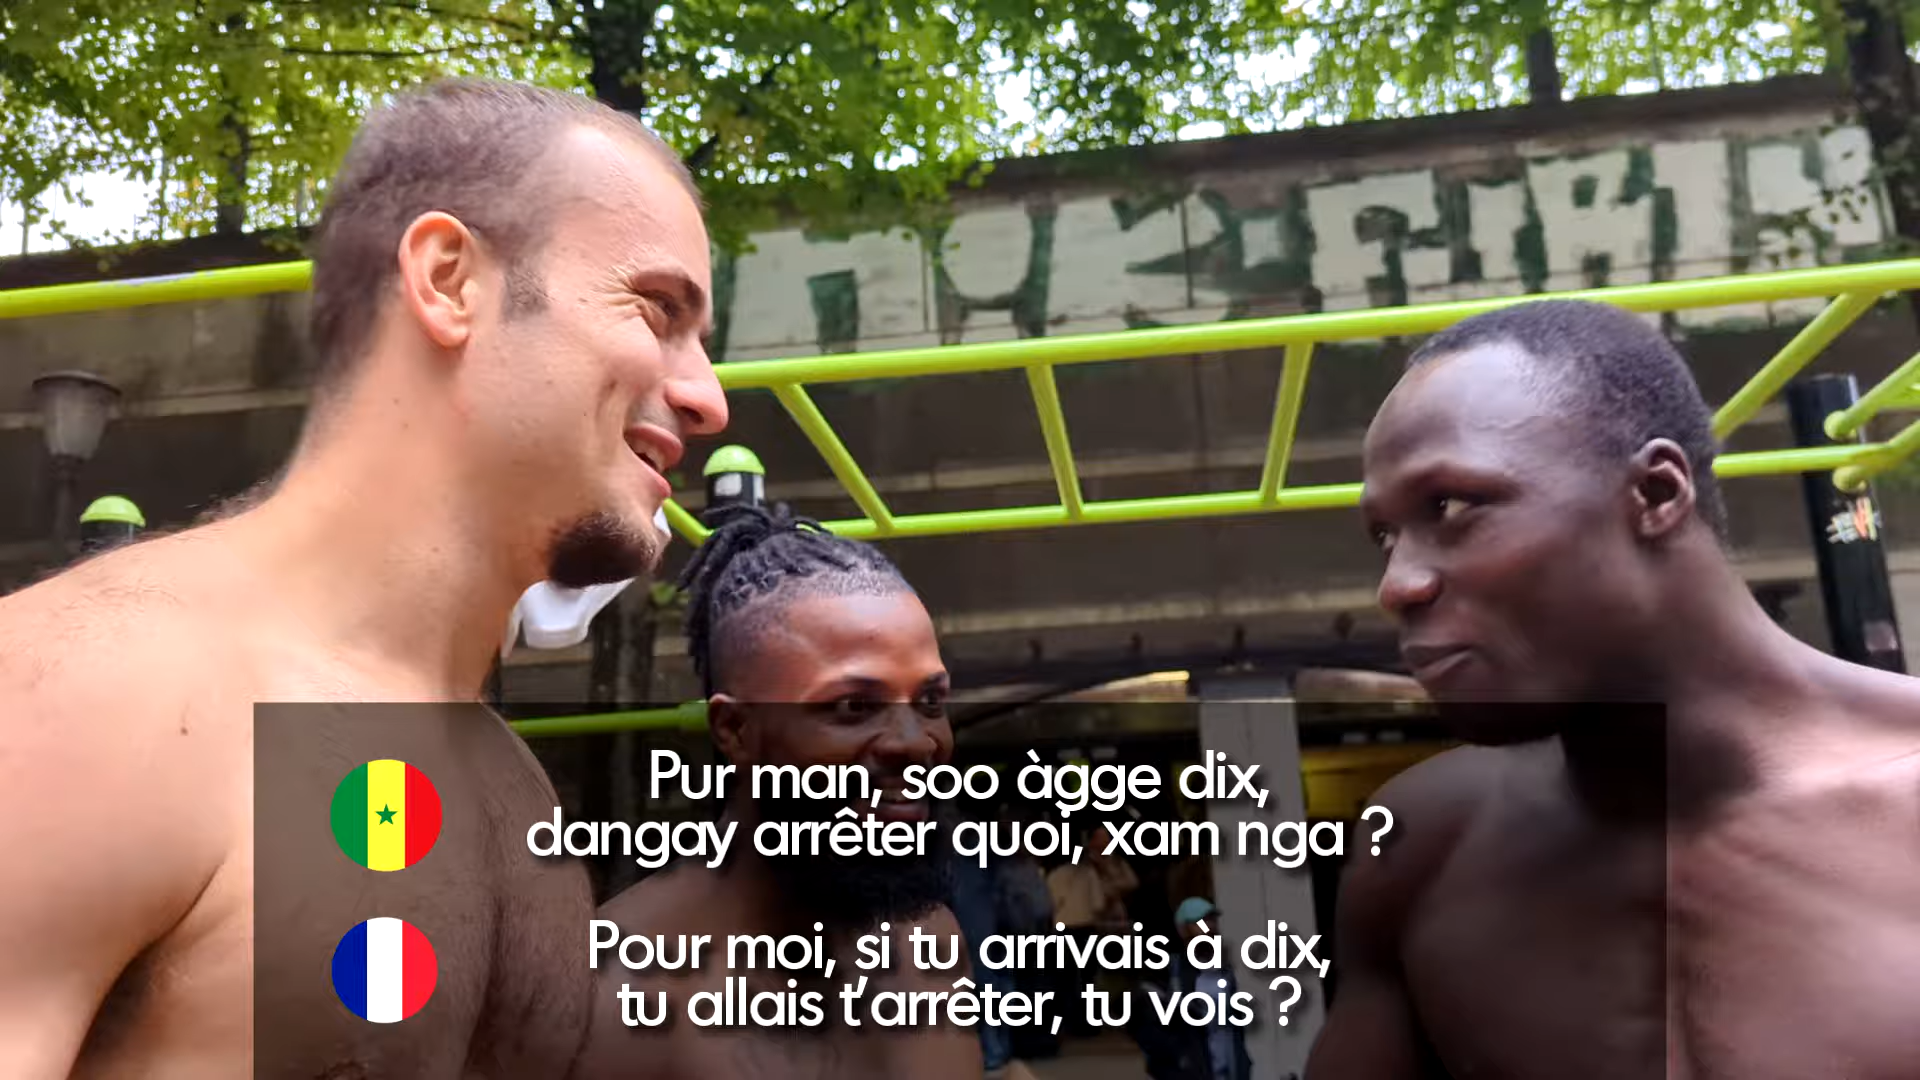 Pur man, soo àgge dix,
dangay arrêter quoi, xam nga ?
Pour moi, si tu arrivais à dix,
tu allais t'arrêter, tu vois ?